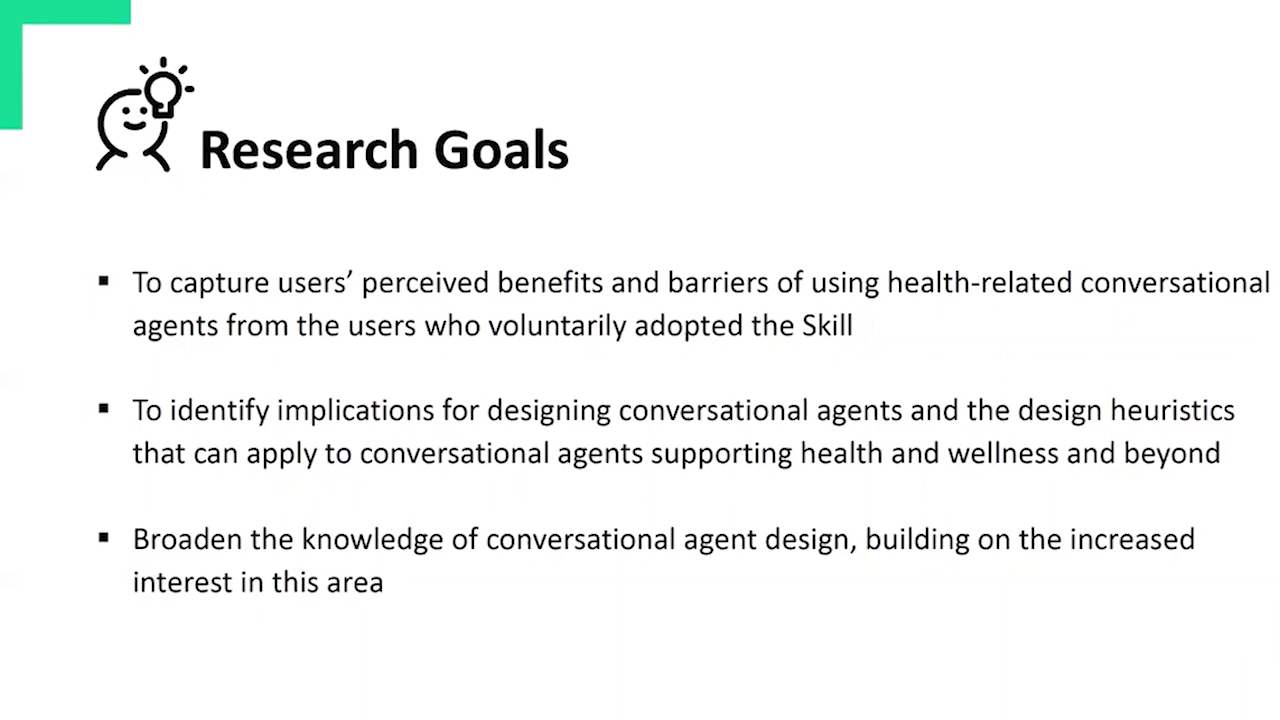 Research Goals
▪ To capture users’ perceived benefits and barriers of using health-related conversational
agents from the users who voluntarily adopted the Skill
▪ To identify implications for designing conversational agents and the design heuristics
that can apply to conversational agents supporting health and wellness and beyond
▪ Broaden the knowledge of conversational agent design, building on the increased
interest in this area